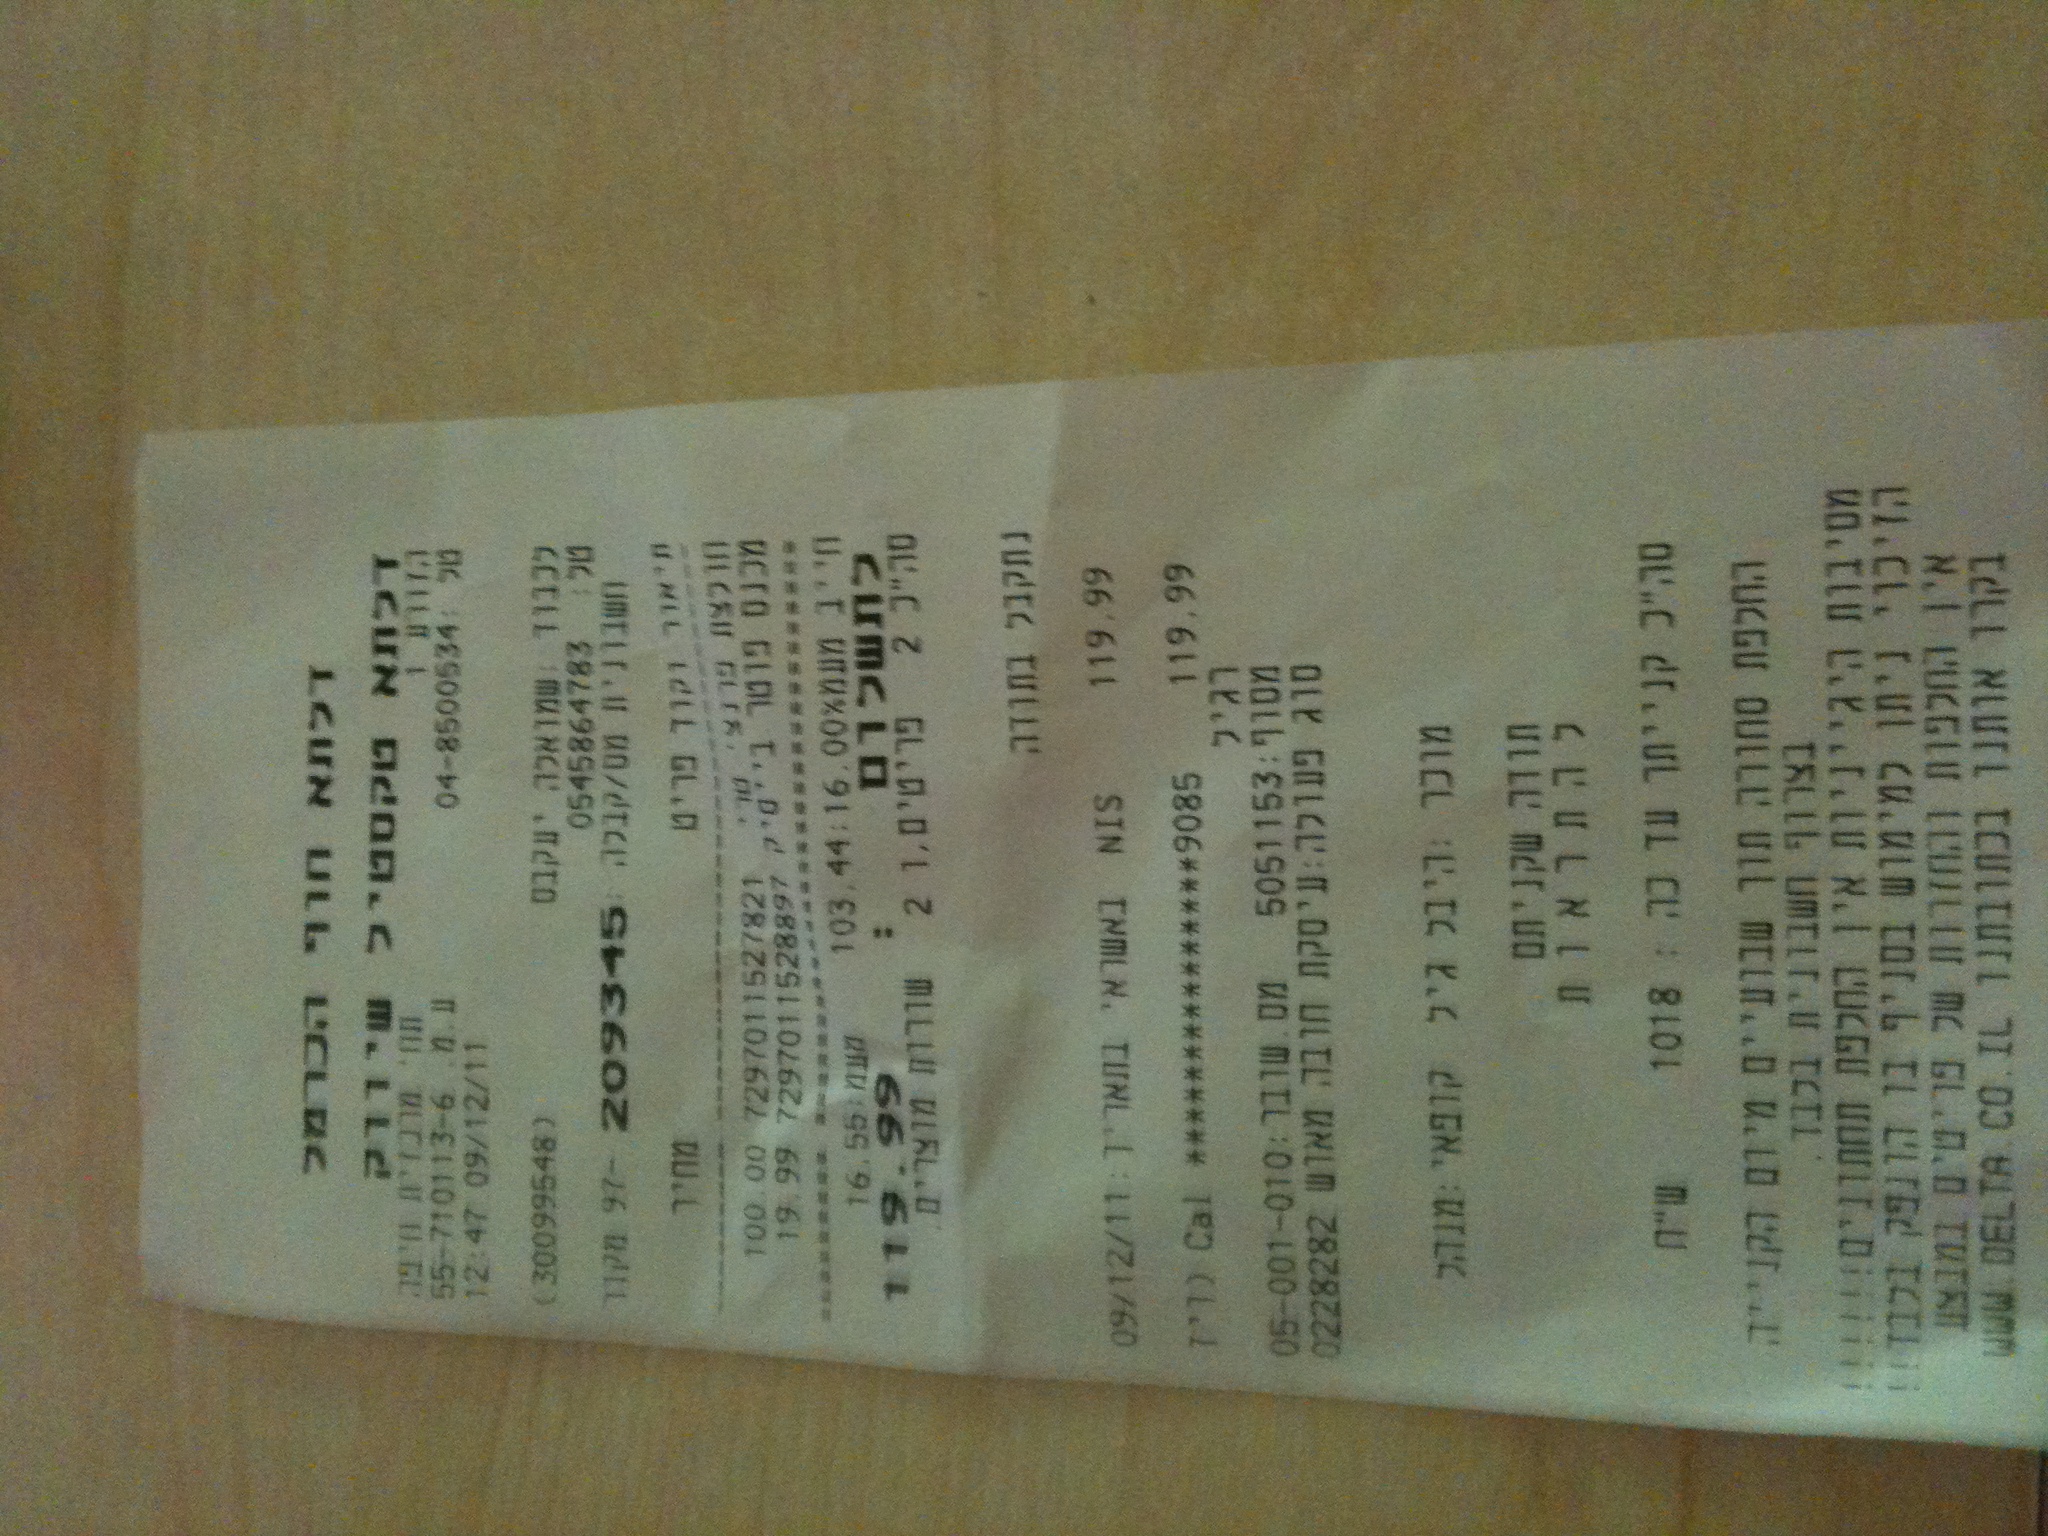 דלתא חוף הכרמל
דלתא טקסטיל שיווק
הזורע 1 תח' מרכזית חיפה
טל: 04-8500534 ע.מ. 55-710113-6
12:47 09/12/11
לכבוד: שמואלה יעקבס (30099548)
טל: 0545864783
חשבונית מס/קבלה: 209345 -97 מקור
תיאור וקוד פריט מחיר
חולצת פרנצ' טרי 7297011527821 100.00
מכנס פוטר בייסיק 7297011528897 19.99
חייב מעמ%16.00:103.44 מעמ:16.55
לתשלום : 119.99
סה"כ 2 פריטים,ו 2 שורות מוצרים.
נתקבל בתודה
119.99 NIS באשראי בתאריך:09/12/11
119.99 ***************9085 Cal (ויז
רגיל
מסוף:5051153 מס.שובר:05-001-010
סוג פעולה:עיסקת חובה מאוש 0228282
מוכר :היבל גיל קופאי:מנהל
תודה שקניתם
ל ה ת ר א ו ת
סה"כ קנייתך עד כה : 1018 ש"ח
החלפת סחורה תוך שבועיים מיום הקנייה
בצרוף חשבונית בלבד.
מסיבות היגייניות אין החלפת תחתונים!!!!!!
הזיכוי ניתן למימוש בסניף בו הונפק בלבד!!
אין החלפות והחזרות של פריטים במבצע
בקרו אותנו בכתובתנו WWW.DELTA.CO.IL